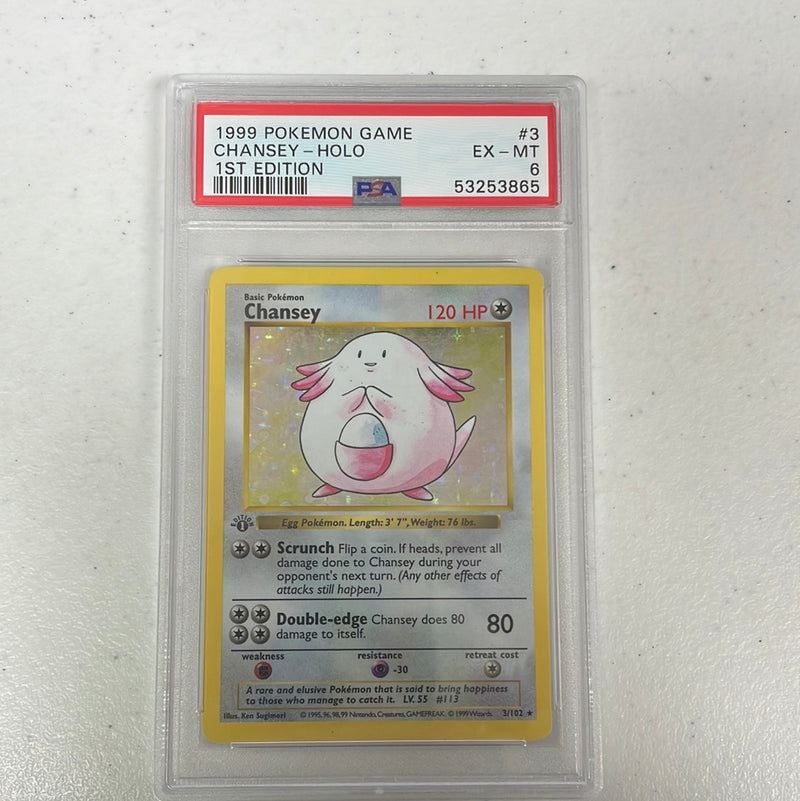 1999 POKEMON GAME #3
CHANSEY - HOLO EX - MT
1ST EDITION 6
PSA 53253865
Basic Pokémon
Chansey 120 HP
EDITION 1
Egg Pokémon. Length: 3' 7", Weight: 76 lbs.
Scrunch Flip a coin. If heads, prevent all
damage done to Chansey during your
opponent's next turn. (Any other effects of
attacks still happen.)
Double-edge Chansey does 80 80
damage to itself.
weakness resistance retreat cost
-30
A rare and elusive Pokémon that is said to bring happiness
to those who manage to catch it. LV. 55 #113
Illus. Ken Sugimori © 1995, 96, 98, 99 Nintendo, Creatures, GAMEFREAK. © 1999 Wizards. 3/102 ★